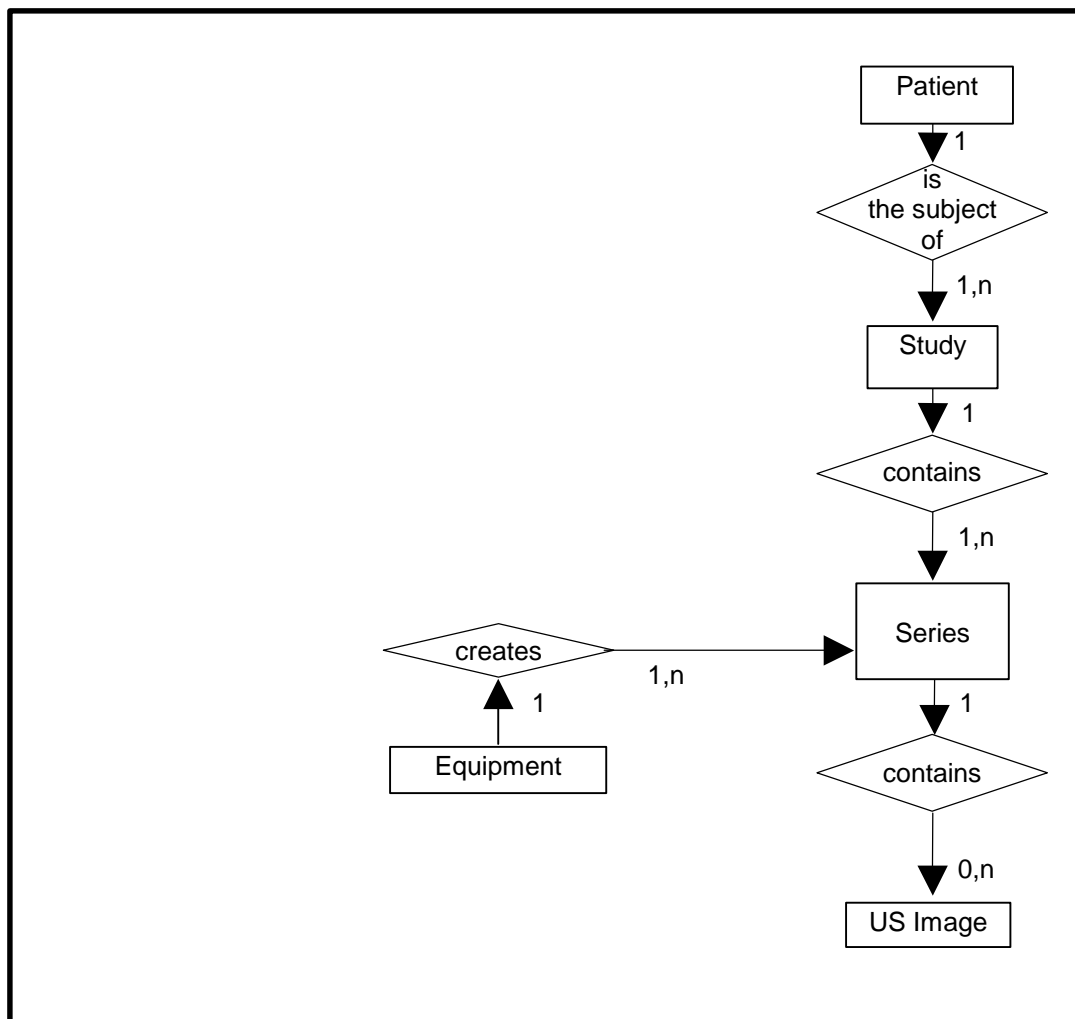 Patient
1
is
the subject
of
1,n
Study
1
contains
1,n
Series
creates
1,n
1
1
Equipment
contains
0,n
US Image